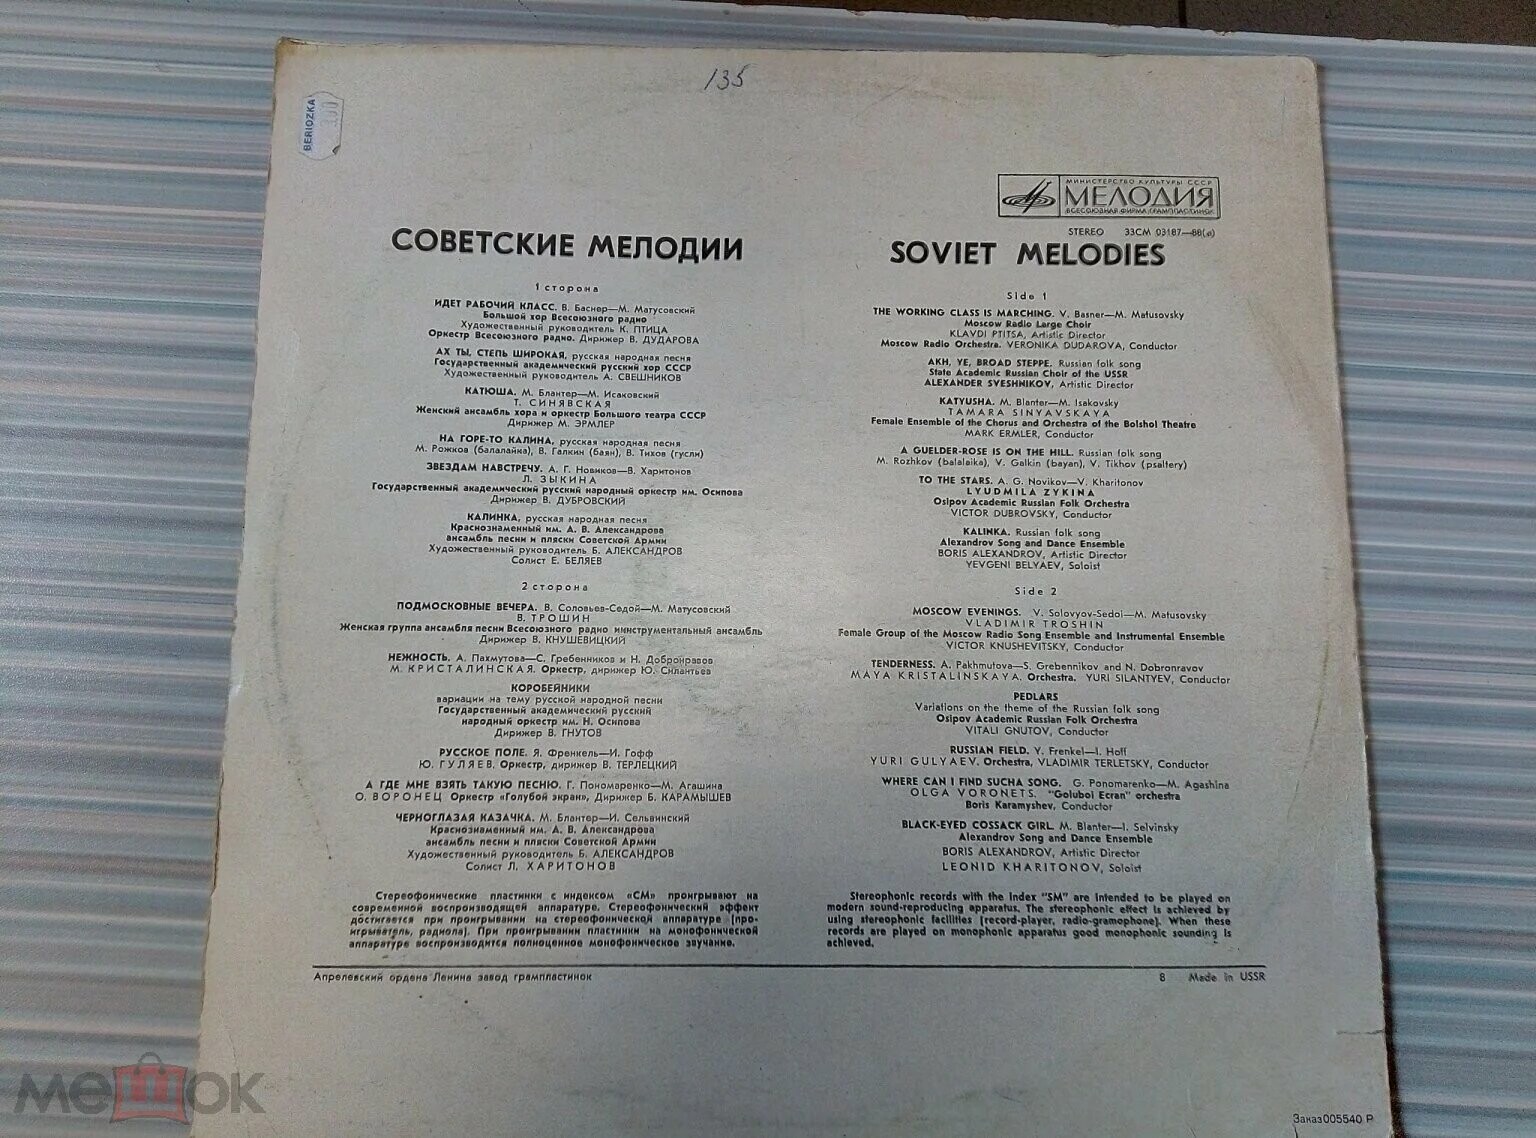 135
BERIOZKA
300
МИНИСТЕРСТВО КУЛЬТУРЫ СССР
МЕЛОДИЯ
ВСЕСОЮЗНАЯ ФИРМА ГРАМПЛАСТИНОК
STEREO 33СМ 03187—88(а)
СОВЕТСКИЕ МЕЛОДИИ
1 сторона
ИДЕТ РАБОЧИЙ КЛАСС. В. Баснер—М. Матусовский
Большой хор Всесоюзного радио
Художественный руководитель К. ПТИЦА
Оркестр Всесоюзного радио. Дирижер В. ДУДАРОВА
АХ ТЫ, СТЕПЬ ШИРОКАЯ, русская народная песня
Государственный академический русский хор СССР
Художественный руководитель А. СВЕШНИКОВ
КАТЮША. М. Блантер—М. Исаковский
Т. СИНЯВСКАЯ
Женский ансамбль хора и оркестр Большого театра СССР
Дирижер М. ЭРМЛЕР
НА ГОРЕ-ТО КАЛИНА, русская народная песня
М. Рожков (балалайка), В. Галкин (баян), В. Тихов (гусли)
ЗВЕЗДАМ НАВСТРЕЧУ. А. Г. Новиков—В. Харитонов
Л. ЗЫКИНА
Государственный академический русский народный оркестр им. Осипова
Дирижер В. ДУБРОВСКИЙ
КАЛИНКА, русская народная песня
Краснознаменный им. А. В. Александрова
ансамбль песни и пляски Советской Армии
Художественный руководитель Б. АЛЕКСАНДРОВ
Солист Е. БЕЛЯЕВ
2 сторона
ПОДМОСКОВНЫЕ ВЕЧЕРА. В. Соловьев-Седой—М. Матусовский
В. ТРОШИН
Женская группа ансамбля песни Всесоюзного радио инструментальный ансамбль
Дирижер В. КНУШЕВИЦКИЙ
НЕЖНОСТЬ. А. Пахмутова—С. Гребенников и Н. Добронравов
М. КРИСТАЛИНСКАЯ. Оркестр, дирижер Ю. Силантьев
КОРОБЕЙНИКИ
вариации на тему русской народной песни
Государственный академический русский
народный оркестр им. Н. Осипова
Дирижер В. ГНУТОВ
РУССКОЕ ПОЛЕ. Я. Френкель—И. Гофф
Ю. ГУЛЯЕВ. Оркестр, дирижер В. ТЕРЛЕЦКИЙ
А ГДЕ МНЕ ВЗЯТЬ ТАКУЮ ПЕСНЮ. Г. Пономаренко—М. Агашина
О. ВОРОНЕЦ Оркестр «Голубой экран», Дирижер Б. КАРАМЫШЕВ
ЧЕРНОГЛАЗАЯ КАЗАЧКА. М. Блантер—И. Сельвинский
Краснознаменный им. А. В. Александрова
ансамбль песни и пляски Советской Армии
Художественный руководитель Б. АЛЕКСАНДРОВ
Солист Л. ХАРИТОНОВ
Стереофонические пластинки с индексом «СМ» проигрывают на
современной воспроизводящей аппаратуре. Стереофонический эффект
достигается при проигрывании на стереофонической аппаратуре (про-
игрыватель, радиола). При проигрывании пластинки на монофонической
аппаратуре воспроизводится полноценное монофоническое звучание.
SOVIET MELODIES
Side 1
THE WORKING CLASS IS MARCHING. V. Basner—M. Matusovsky
Moscow Radio Large Choir
KLAVDI PTITSA, Artistic Director
Moscow Radio Orchestra. VERONIKA DUDAROVA, Conductor
AKH, YE, BROAD STEPPE. Russian folk song
State Academic Russian Choir of the USSR
ALEXANDER SVESHNIKOV, Artistic Director
KATYUSHA. M. Blanter—M. Isakovsky
TAMARA SINYAVSKAYA
Female Ensemble of the Chorus and Orchestra of the Bolshoi Theatre
MARK ERMLER, Conductor
A GUELDER-ROSE IS ON THE HILL. Russian folk song
M. Rozhkov (balalaika), V. Galkin (bayan), V. Tikhov (psaltery)
TO THE STARS. A. G. Novikov—V. Kharitonov
LYUDMILA ZYKINA
Osipov Academic Russian Folk Orchestra
VICTOR DUBROVSKY, Conductor
KALINKA. Russian folk song
Alexandrov Song and Dance Ensemble
BORIS ALEXANDROV, Artistic Director
YEVGENI BELYAEV, Soloist
Side 2
MOSCOW EVENINGS. V. Solovyov-Sedoi—M. Matusovsky
VLADIMIR TROSHIN
Female Group of the Moscow Radio Song Ensemble and Instrumental Ensemble
VICTOR KNUSHEVITSKY, Conductor
TENDERNESS. A. Pakhmutova—S. Grebennikov and N. Dobronravov
MAYA KRISTALINSKAYA. Orchestra. YURI SILANTYEV, Conductor
PEDLARS
Variations on the theme of the Russian folk song
Osipov Academic Russian Folk Orchestra
VITALI GNUTOV, Conductor
RUSSIAN FIELD. Y. Frenkel—I. Hoff
YURI GULYAEV. Orchestra, VLADIMIR TERLETSKY, Conductor
WHERE CAN I FIND SUCHA SONG. G. Ponomarenko—M. Agashina
OLGA VORONETS. "Goluboi Ecran" orchestra
Boris Karamyshev, Conductor
BLACK-EYED COSSACK GIRL. M. Blanter—I. Selvinsky
Alexandrov Song and Dance Ensemble
BORIS ALEXANDROV, Artistic Director
LEONID KHARITONOV, Soloist
Stereophonic records with the index "SM" are intended to be played on
modern sound-reproducing apparatus. The stereophonic effect is achieved by
using stereophonic facilities (record-player, radio-gramophone). When these
records are played on monophonic apparatus good monophonic sounding is
achieved.
Апрелевский ордена Ленина завод грампластинок
8 Made in USSR
Заказ 005540 Р
мешок